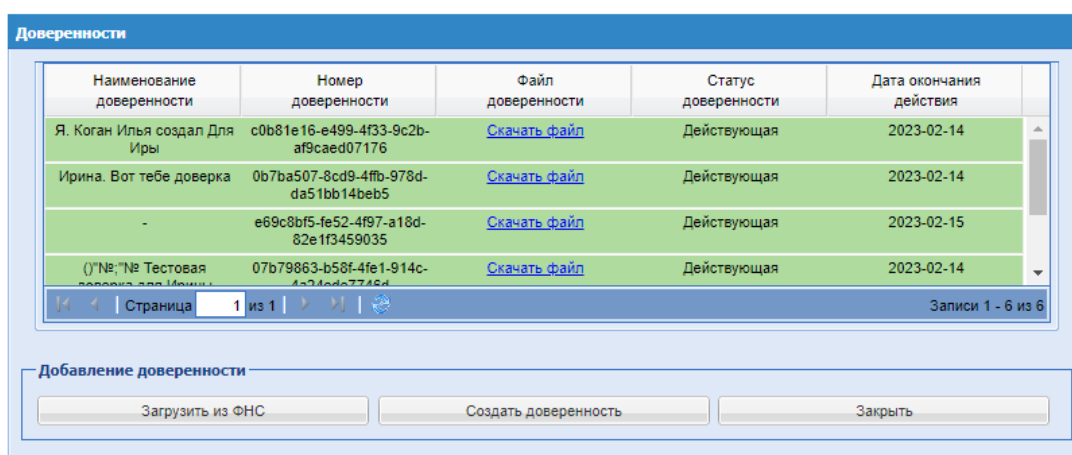 Доверенности
Наименование доверенности Номер доверенности Файл доверенности Статус доверенности Дата окончания действия
Я. Коган Илья создал Для c0b81e16-e499-4f33-9c2b- Скачать файл Действующая 2023-02-14
Иры af9caed07176
Ирина. Вот тебе доверка 0b7ba507-8cd9-4ffb-978d- Скачать файл Действующая 2023-02-14
da51bb14beb5
- e69c8bf5-fe52-4f97-a18d- Скачать файл Действующая 2023-02-15
82e1f3459035
()"№;"№ Тестовая 07b79863-b58f-4fe1-914c- Скачать файл Действующая 2023-02-14
доверка для Ирины
Страница 1 из 1 Записи 1 - 6 из 6
Добавление доверенности
Загрузить из ФНС Создать доверенность Закрыть